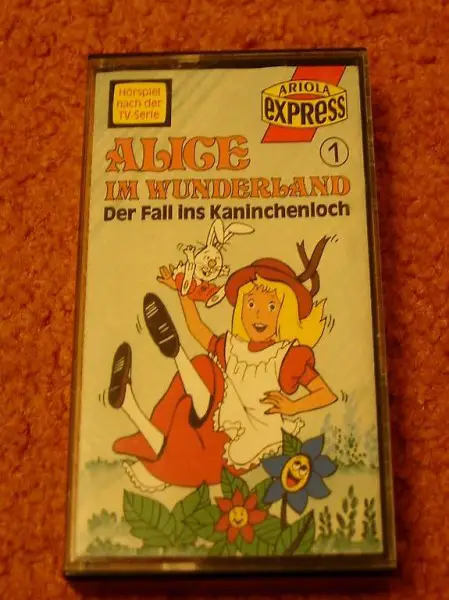 Hörspiel
nach der
TV-Serie
ARIOLA
EXPRESS
ALICE
1
IM WUNDERLAND
Der Fall ins Kaninchenloch